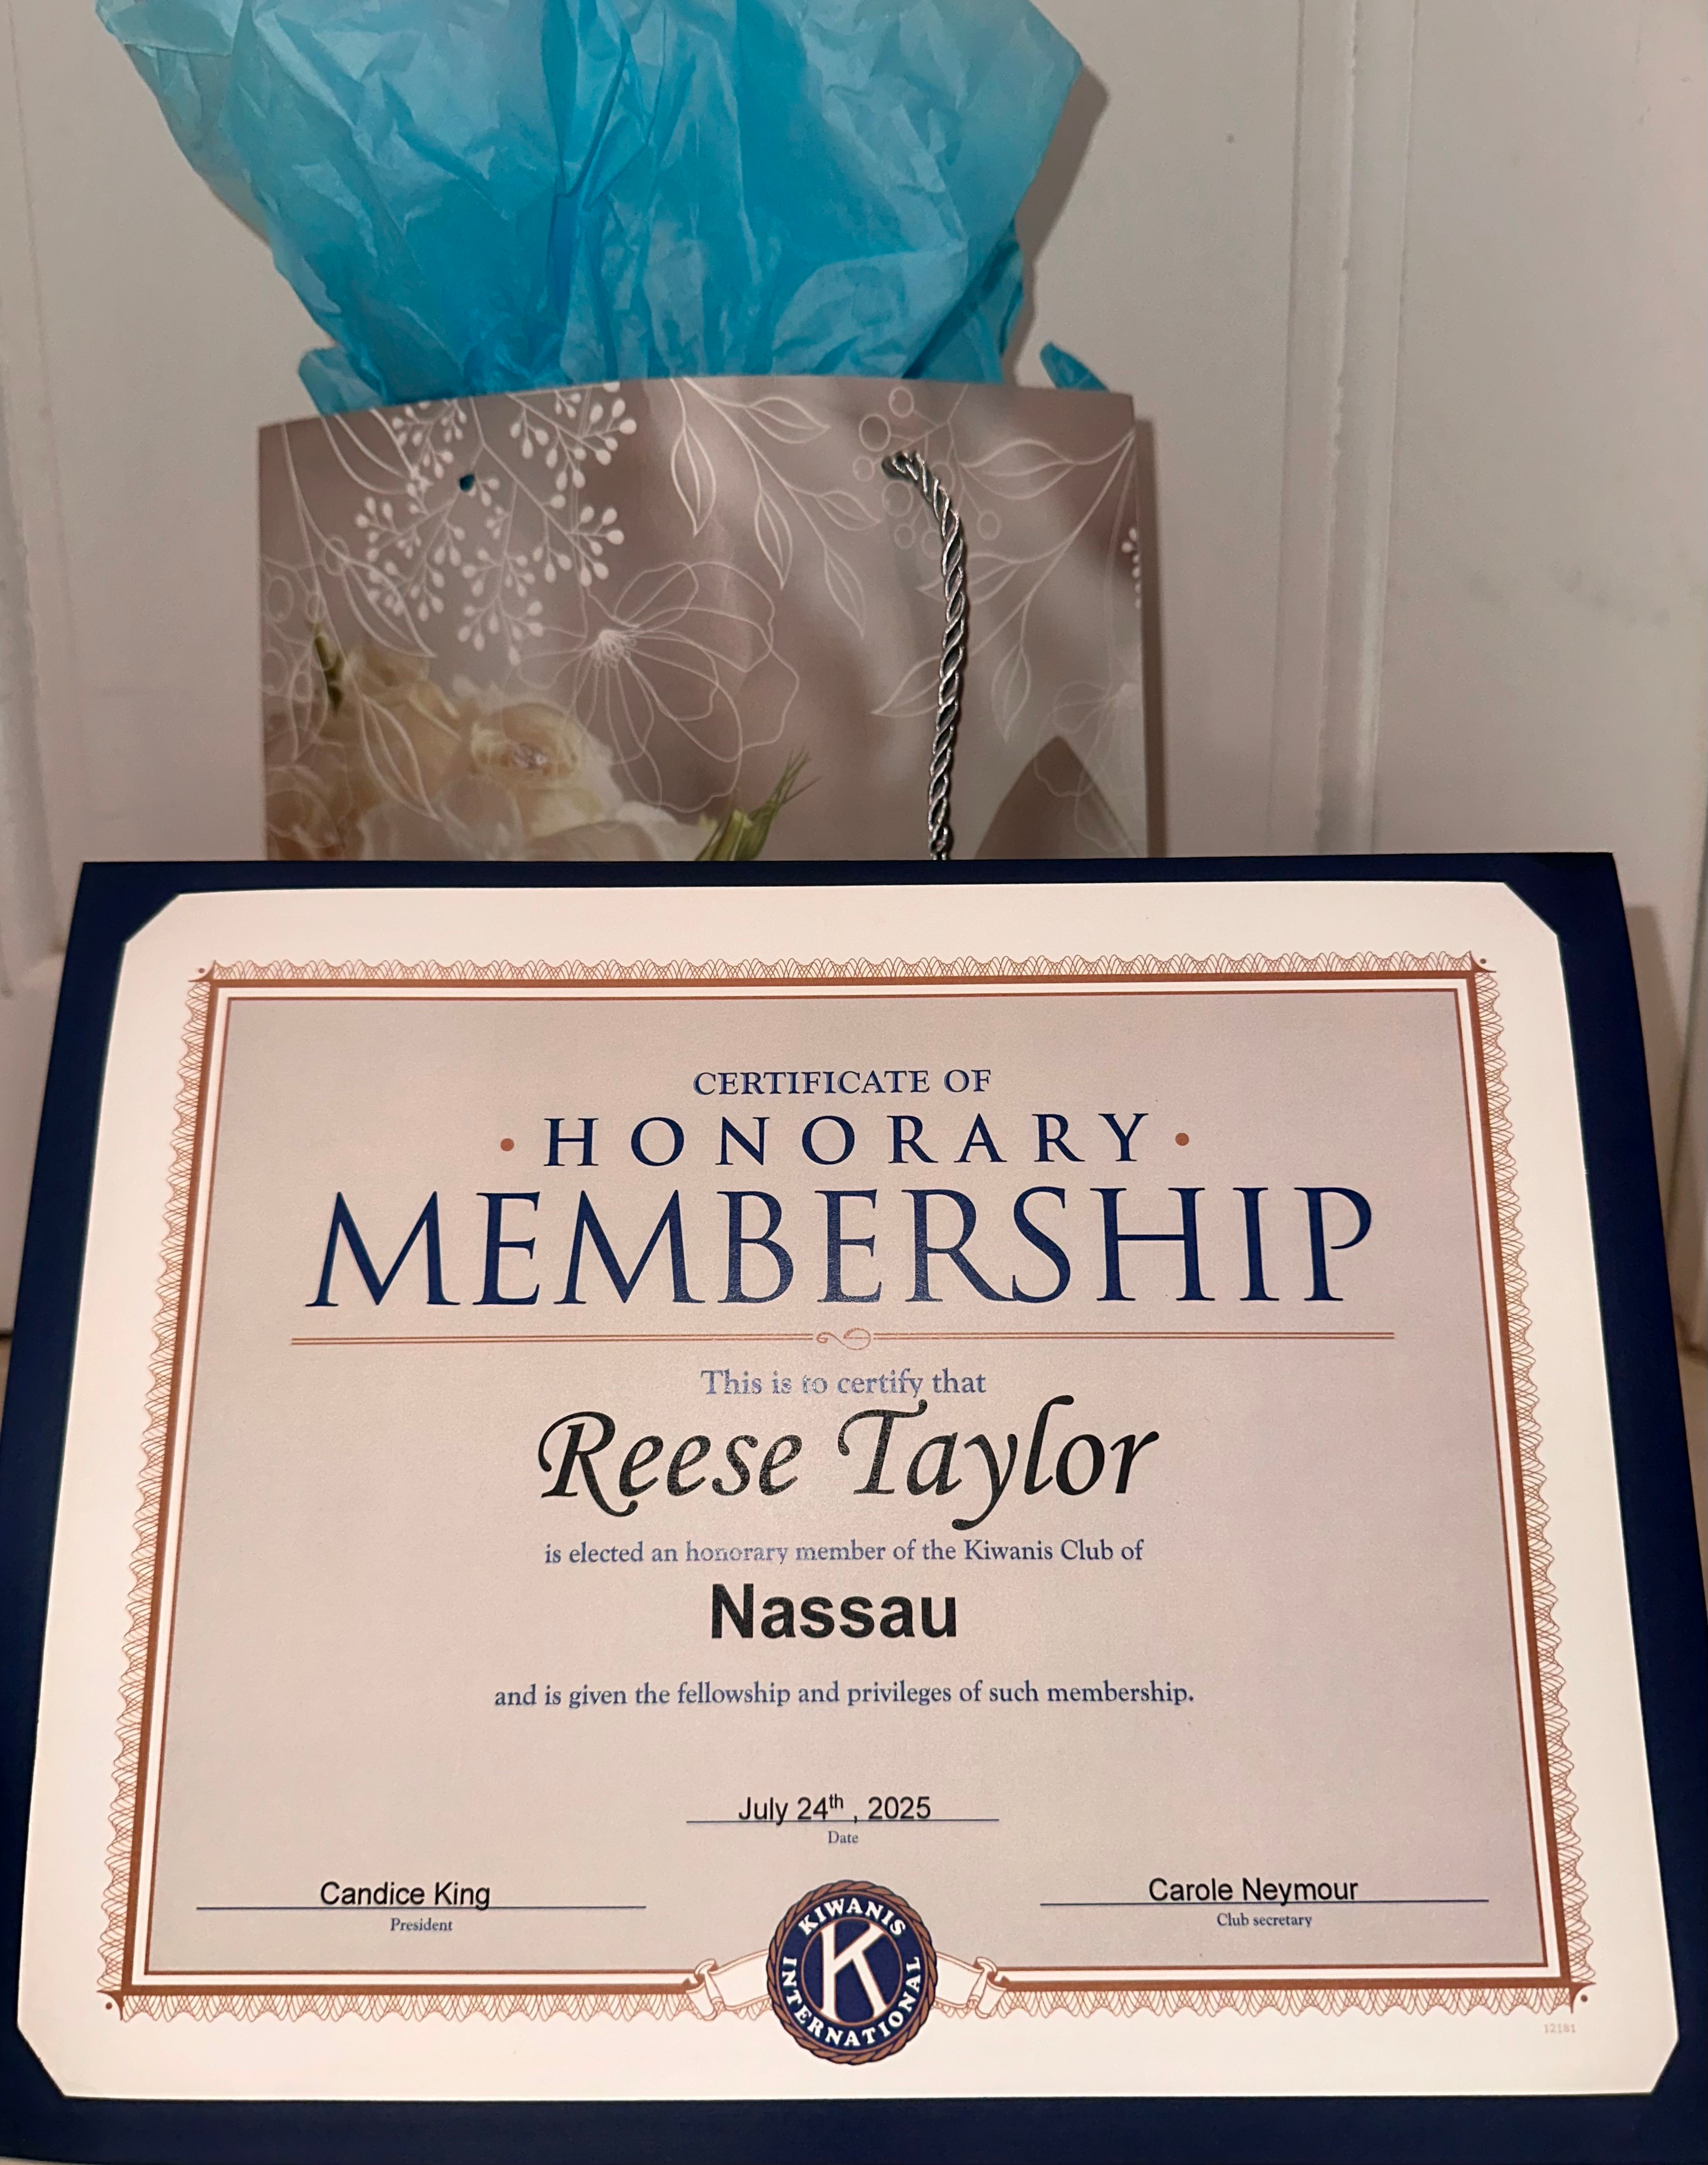 CERTIFICATE OF
• HONORARY •
MEMBERSHIP
This is to certify that
Reese Taylor
is elected an honorary member of the Kiwanis Club of
Nassau
and is given the fellowship and privileges of such membership.
July 24th , 2025
Date
Candice King
President
Carole Neymour
Club secretary
KIWANIS
K
INTERNATIONAL
12181